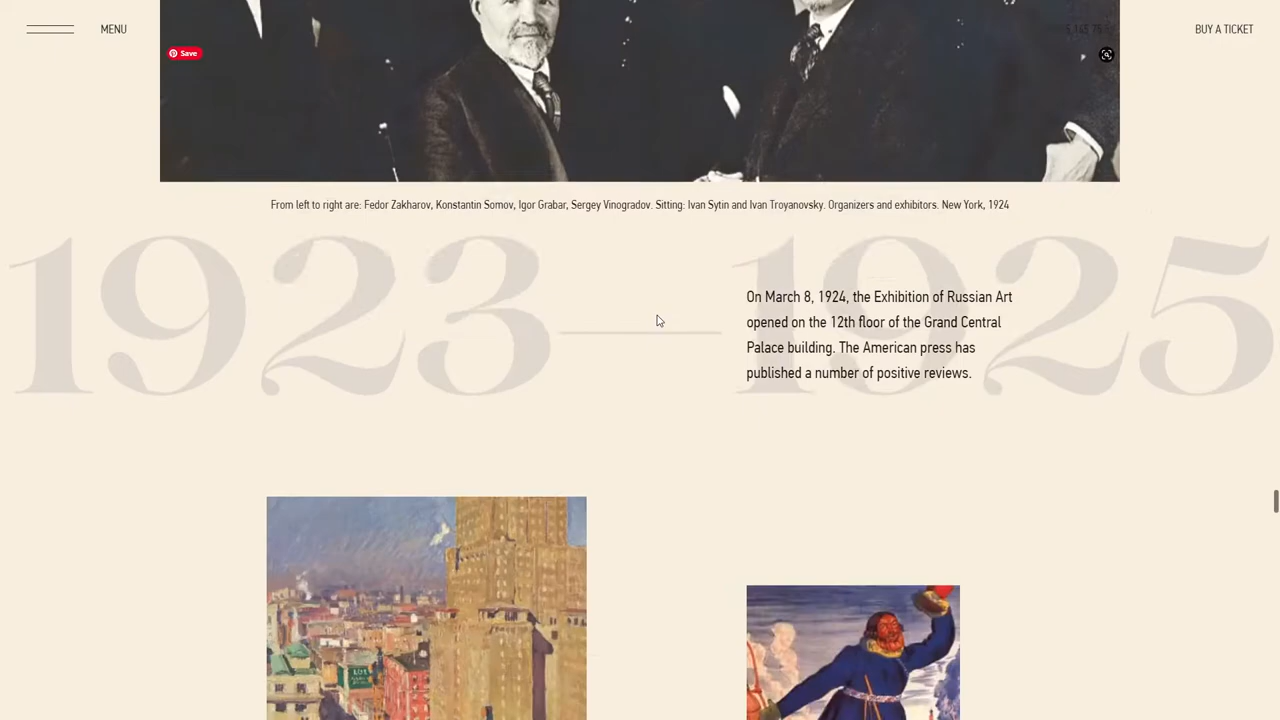 MENU
BUY A TICKET
Save
From left to right are: Fedor Zakharov, Konstantin Somov, Igor Grabar, Sergey Vinogradov. Sitting: Ivan Sytin and Ivan Troyanovsky. Organizers and exhibitors. New York, 1924
1923 — 1925
On March 8, 1924, the Exhibition of Russian Art
opened on the 12th floor of the Grand Central
Palace building. The American press has
published a number of positive reviews.